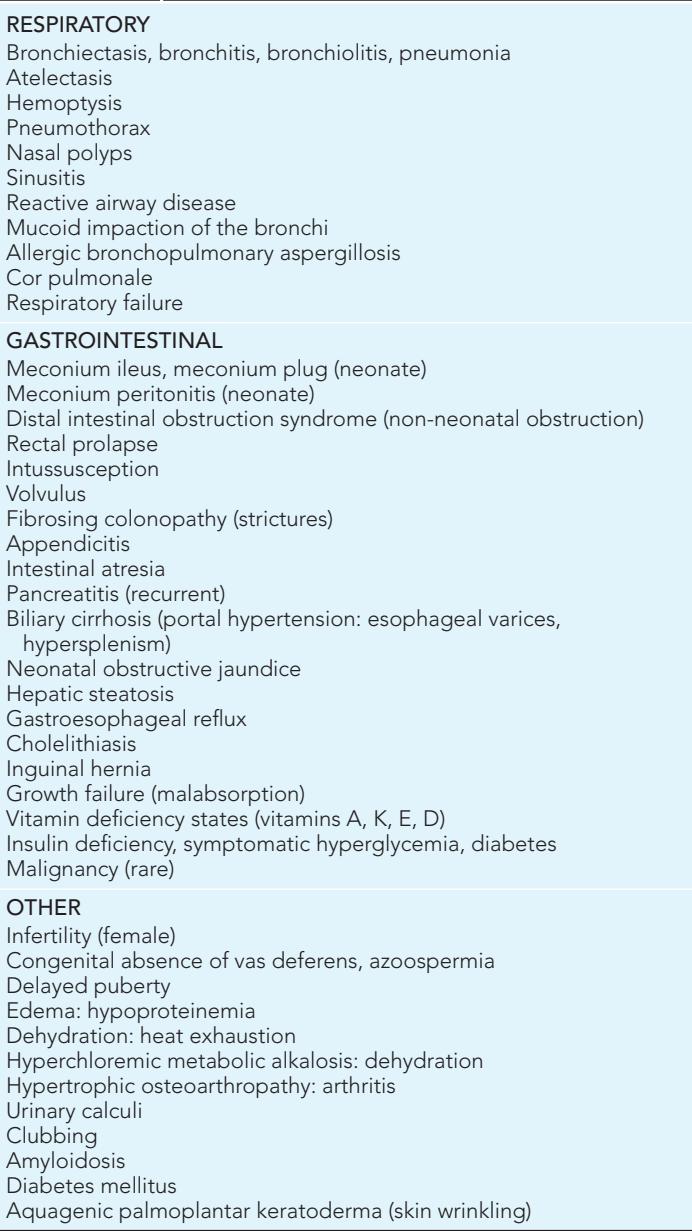 RESPIRATORY
Bronchiectasis, bronchitis, bronchiolitis, pneumonia
Atelectasis
Hemoptysis
Pneumothorax
Nasal polyps
Sinusitis
Reactive airway disease
Mucoid impaction of the bronchi
Allergic bronchopulmonary aspergillosis
Cor pulmonale
Respiratory failure
GASTROINTESTINAL
Meconium ileus, meconium plug (neonate)
Meconium peritonitis (neonate)
Distal intestinal obstruction syndrome (non-neonatal obstruction)
Rectal prolapse
Intussusception
Volvulus
Fibrosing colonopathy (strictures)
Appendicitis
Intestinal atresia
Pancreatitis (recurrent)
Biliary cirrhosis (portal hypertension: esophageal varices,
hypersplenism)
Neonatal obstructive jaundice
Hepatic steatosis
Gastroesophageal reflux
Cholelithiasis
Inguinal hernia
Growth failure (malabsorption)
Vitamin deficiency states (vitamins A, K, E, D)
Insulin deficiency, symptomatic hyperglycemia, diabetes
Malignancy (rare)
OTHER
Infertility (female)
Congenital absence of vas deferens, azoospermia
Delayed puberty
Edema: hypoproteinemia
Dehydration: heat exhaustion
Hyperchloremic metabolic alkalosis: dehydration
Hypertrophic osteoarthropathy: arthritis
Urinary calculi
Clubbing
Amyloidosis
Diabetes mellitus
Aquagenic palmoplantar keratoderma (skin wrinkling)